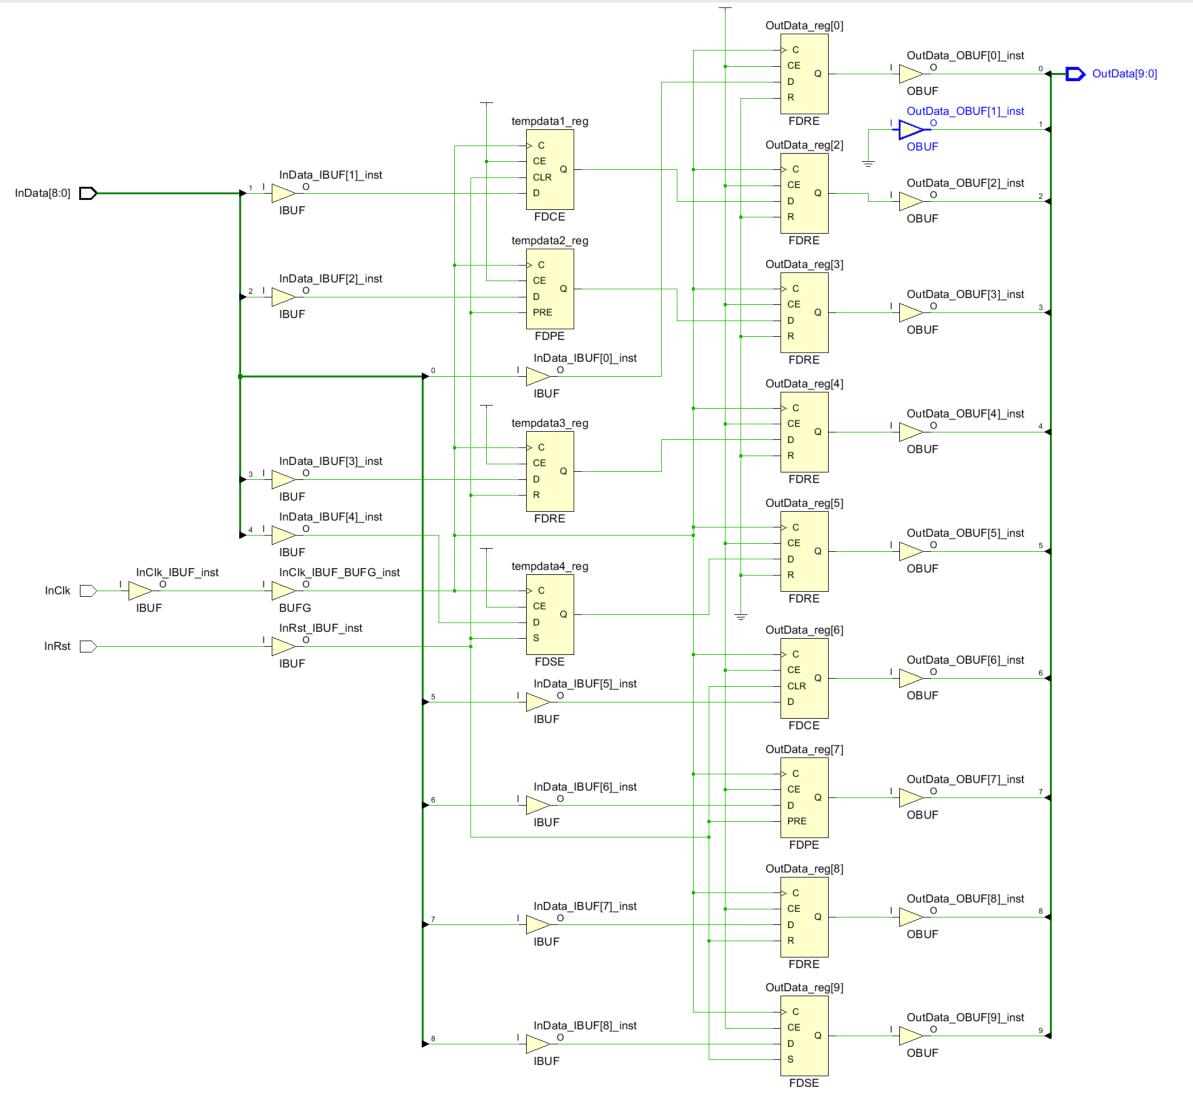 OutData_reg[0]
C
CE
D
R
Q
FDRE
OutData_OBUF[0]_inst
I
O
OBUF
0
OutData[9:0]
OutData_OBUF[1]_inst
I
O
OBUF
1
tempdata1_reg
C
CE
CLR
D
Q
FDCE
OutData_reg[2]
C
CE
D
R
Q
FDRE
OutData_OBUF[2]_inst
I
O
OBUF
2
InData[8:0]
1
InData_IBUF[1]_inst
I
O
IBUF
tempdata2_reg
C
CE
D
PRE
Q
FDPE
OutData_reg[3]
C
CE
D
R
Q
FDRE
OutData_OBUF[3]_inst
I
O
OBUF
3
2
InData_IBUF[2]_inst
I
O
IBUF
0
InData_IBUF[0]_inst
I
O
IBUF
OutData_reg[4]
C
CE
D
R
Q
FDRE
OutData_OBUF[4]_inst
I
O
OBUF
4
tempdata3_reg
C
CE
D
R
Q
FDRE
3
InData_IBUF[3]_inst
I
O
IBUF
4
InData_IBUF[4]_inst
I
O
IBUF
OutData_reg[5]
C
CE
D
R
Q
FDRE
OutData_OBUF[5]_inst
I
O
OBUF
5
InClk
InClk_IBUF_inst
I
O
IBUF
InClk_IBUF_BUFG_inst
I
O
BUFG
tempdata4_reg
C
CE
D
S
Q
FDSE
InRst
InRst_IBUF_inst
I
O
IBUF
OutData_reg[6]
C
CE
CLR
D
Q
FDCE
OutData_OBUF[6]_inst
I
O
OBUF
6
5
InData_IBUF[5]_inst
I
O
IBUF
OutData_reg[7]
C
CE
D
PRE
Q
FDPE
OutData_OBUF[7]_inst
I
O
OBUF
7
6
InData_IBUF[6]_inst
I
O
IBUF
OutData_reg[8]
C
CE
D
R
Q
FDRE
OutData_OBUF[8]_inst
I
O
OBUF
8
7
InData_IBUF[7]_inst
I
O
IBUF
OutData_reg[9]
C
CE
D
S
Q
FDSE
OutData_OBUF[9]_inst
I
O
OBUF
9
8
InData_IBUF[8]_inst
I
O
IBUF